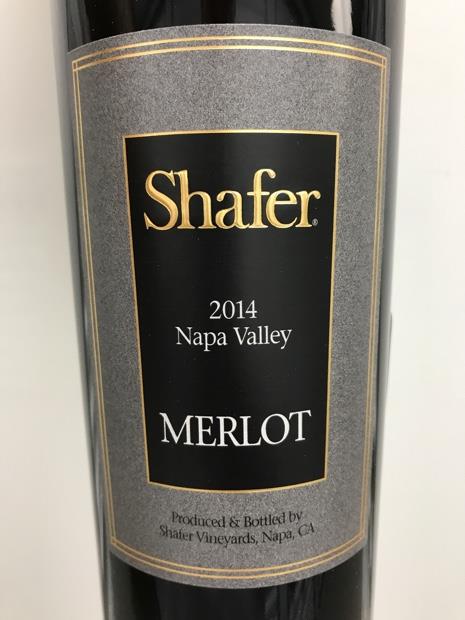 Shafer®
2014
Napa Valley
MERLOT
Produced & Bottled by
Shafer Vineyards, Napa, CA